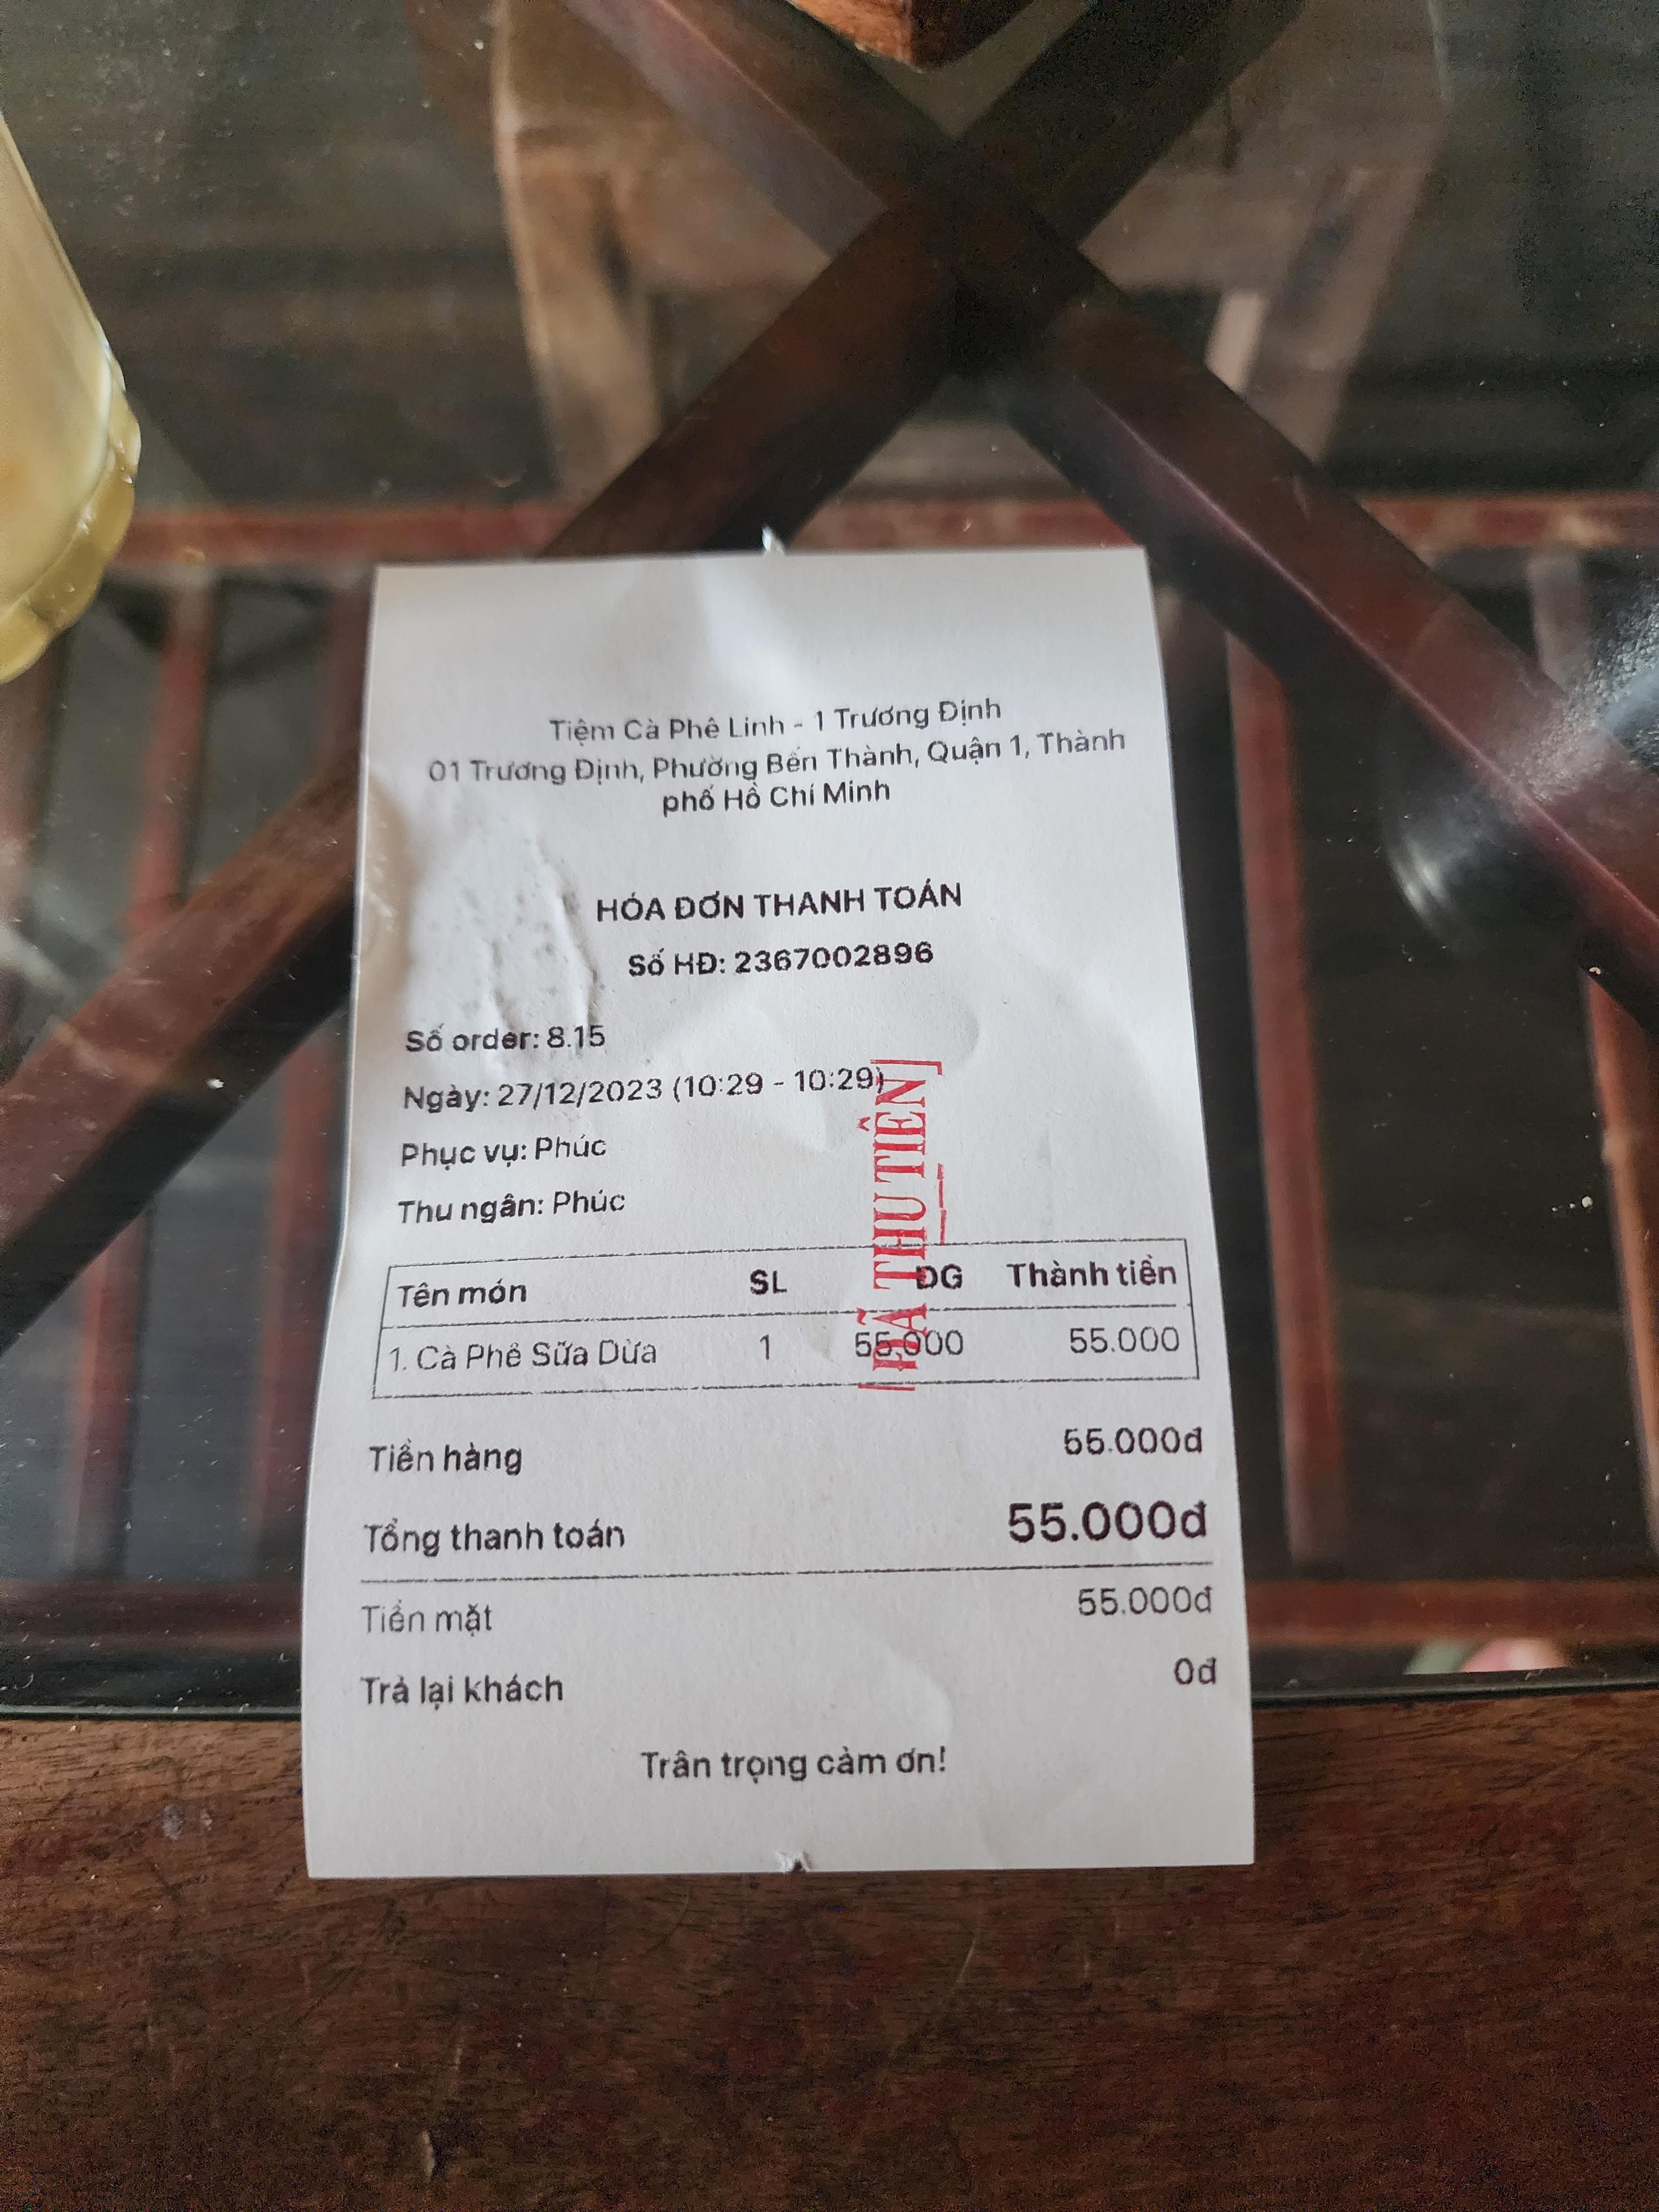 Tiệm Cà Phê Linh - 1 Trương Định
01 Trương Định, Phường Bến Thành, Quận 1, Thành
phố Hồ Chí Minh
HÓA ĐƠN THANH TOÁN
Số HĐ: 2367002896
Số order: 8.15
Ngày: 27/12/2023 (10:29 - 10:29)
Phục vụ: Phúc
Thu ngân: Phúc
ĐÃ THU TIỀN
Tên món SL ĐG Thành tiền
1. Cà Phê Sữa Dừa 1 55.000 55.000
Tiền hàng 55.000đ
Tổng thanh toán 55.000đ
Tiền mặt 55.000đ
Trả lại khách 0đ
Trân trọng cảm ơn!